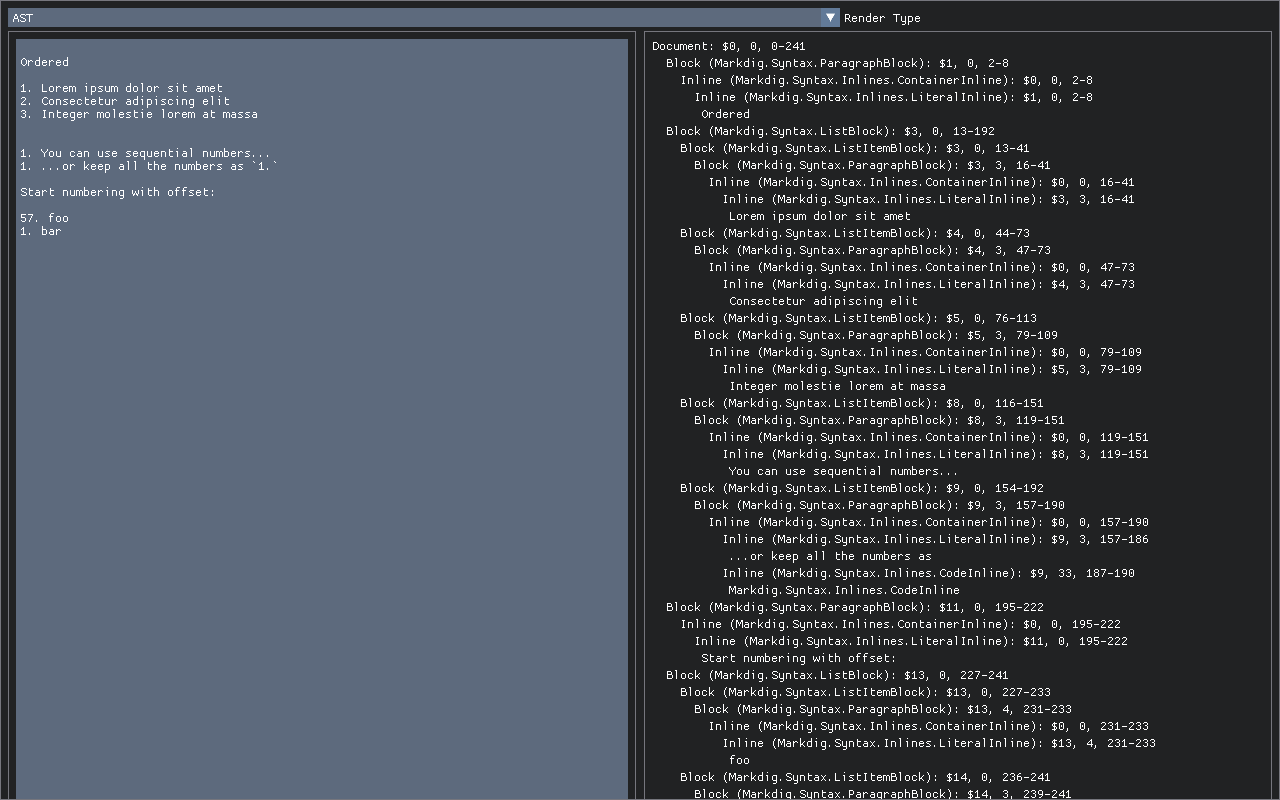 AST
Render Type
Ordered
1. Lorem ipsum dolor sit amet
2. Consectetur adipiscing elit
3. Integer molestie lorem at massa
1. You can use sequential numbers...
1. ...or keep all the numbers as `1.`
Start numbering with offset:
57. foo
1. bar
Document: $0, 0, 0-241
Block (Markdig.Syntax.ParagraphBlock): $1, 0, 2-8
Inline (Markdig.Syntax.Inlines.ContainerInline): $0, 0, 2-8
Inline (Markdig.Syntax.Inlines.LiteralInline): $1, 0, 2-8
Ordered
Block (Markdig.Syntax.ListBlock): $3, 0, 13-192
Block (Markdig.Syntax.ListItemBlock): $3, 0, 13-41
Block (Markdig.Syntax.ParagraphBlock): $3, 3, 16-41
Inline (Markdig.Syntax.Inlines.ContainerInline): $0, 0, 16-41
Inline (Markdig.Syntax.Inlines.LiteralInline): $3, 3, 16-41
Lorem ipsum dolor sit amet
Block (Markdig.Syntax.ListItemBlock): $4, 0, 44-73
Block (Markdig.Syntax.ParagraphBlock): $4, 3, 47-73
Inline (Markdig.Syntax.Inlines.ContainerInline): $0, 0, 47-73
Inline (Markdig.Syntax.Inlines.LiteralInline): $4, 3, 47-73
Consectetur adipiscing elit
Block (Markdig.Syntax.ListItemBlock): $5, 0, 76-113
Block (Markdig.Syntax.ParagraphBlock): $5, 3, 79-109
Inline (Markdig.Syntax.Inlines.ContainerInline): $0, 0, 79-109
Inline (Markdig.Syntax.Inlines.LiteralInline): $5, 3, 79-109
Integer molestie lorem at massa
Block (Markdig.Syntax.ListItemBlock): $8, 0, 116-151
Block (Markdig.Syntax.ParagraphBlock): $8, 3, 119-151
Inline (Markdig.Syntax.Inlines.ContainerInline): $0, 0, 119-151
Inline (Markdig.Syntax.Inlines.LiteralInline): $8, 3, 119-151
You can use sequential numbers...
Block (Markdig.Syntax.ListItemBlock): $9, 0, 154-192
Block (Markdig.Syntax.ParagraphBlock): $9, 3, 157-190
Inline (Markdig.Syntax.Inlines.ContainerInline): $0, 0, 157-190
Inline (Markdig.Syntax.Inlines.LiteralInline): $9, 3, 157-186
...or keep all the numbers as
Inline (Markdig.Syntax.Inlines.CodeInline): $9, 33, 187-190
Markdig.Syntax.Inlines.CodeInline
Block (Markdig.Syntax.ParagraphBlock): $11, 0, 195-222
Inline (Markdig.Syntax.Inlines.ContainerInline): $0, 0, 195-222
Inline (Markdig.Syntax.Inlines.LiteralInline): $11, 0, 195-222
Start numbering with offset:
Block (Markdig.Syntax.ListBlock): $13, 0, 227-241
Block (Markdig.Syntax.ListItemBlock): $13, 0, 227-233
Block (Markdig.Syntax.ParagraphBlock): $13, 4, 231-233
Inline (Markdig.Syntax.Inlines.ContainerInline): $0, 0, 231-233
Inline (Markdig.Syntax.Inlines.LiteralInline): $13, 4, 231-233
foo
Block (Markdig.Syntax.ListItemBlock): $14, 0, 236-241
Block (Markdig.Syntax.ParagraphBlock): $14, 3, 239-241